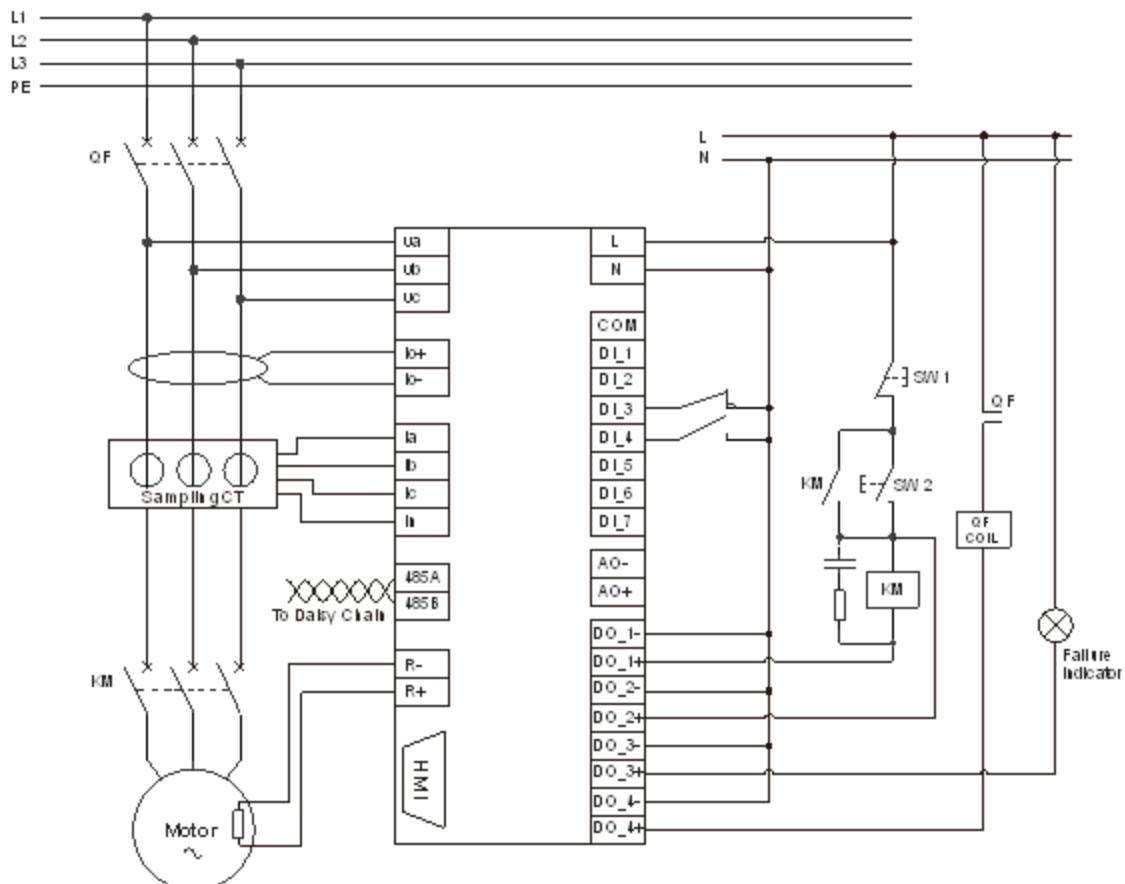 L1
L2
L3
PE
QF
L
N
Ua
Ub
Uc
Io+
Io-
Ia
Ib
Ic
In
Sampling CT
485A
485B
To Daisy Chain
R-
R+
KM
HMI
Motor
L
N
COM
DI_1
DI_2
DI_3
DI_4
DI_5
DI_6
DI_7
AO-
AO+
DO_1-
DO_1+
DO_2-
DO_2+
DO_3-
DO_3+
DO_4-
DO_4+
SW1
KM
SW2
KM
QF
QF
COIL
Failure
Indicator